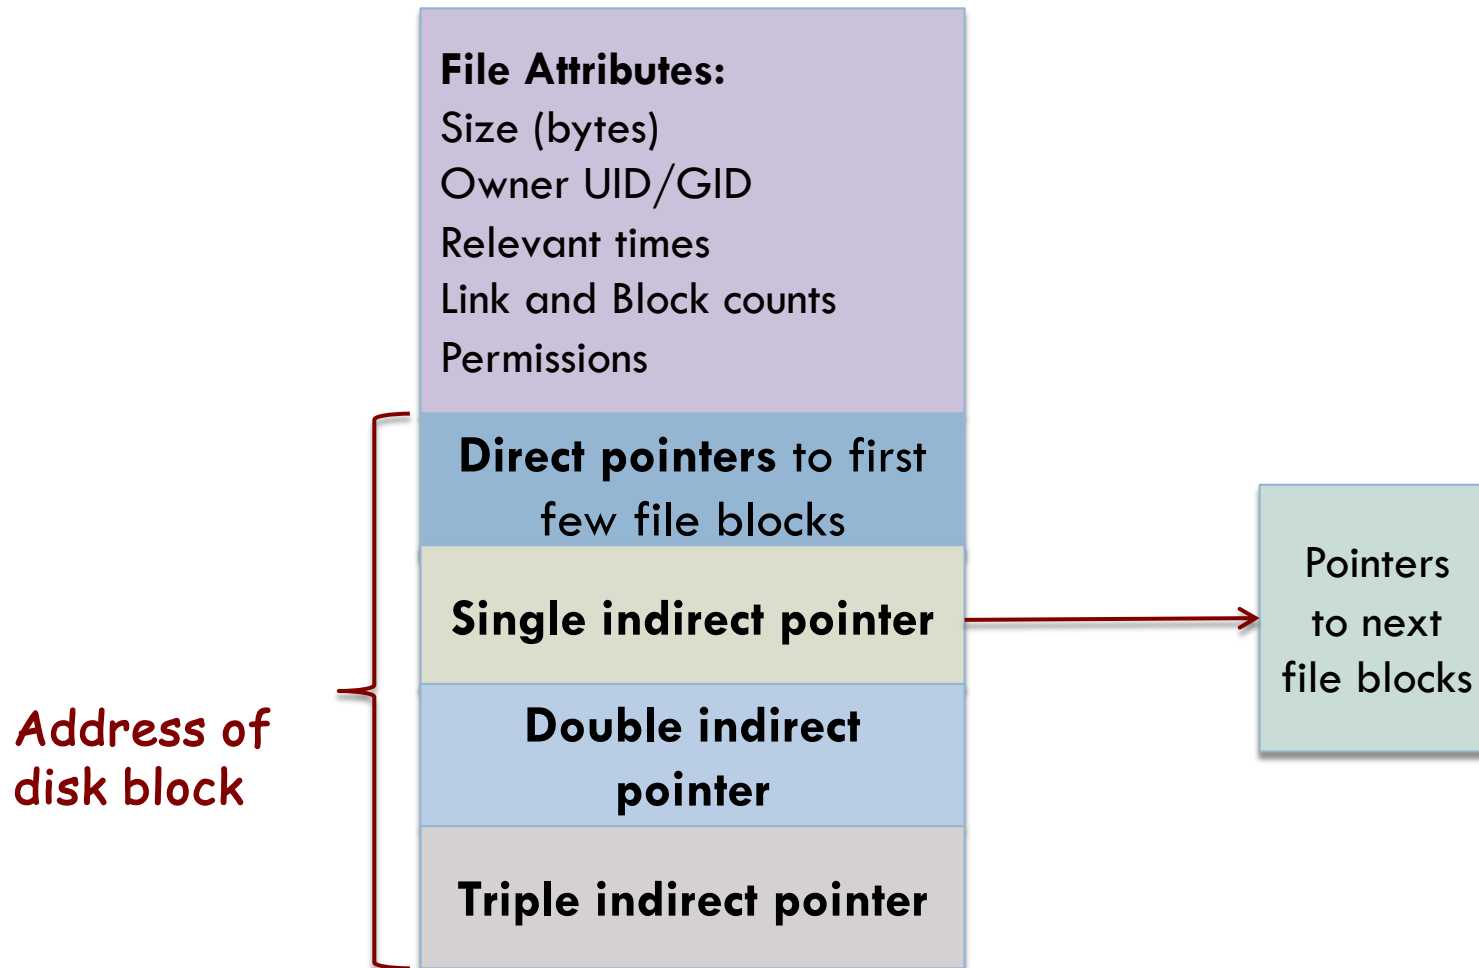 File Attributes:
Size (bytes)
Owner UID/GID
Relevant times
Link and Block counts
Permissions
Direct pointers to first
few file blocks
Single indirect pointer
Pointers
to next
file blocks
Double indirect
pointer
Triple indirect pointer
Address of
disk block